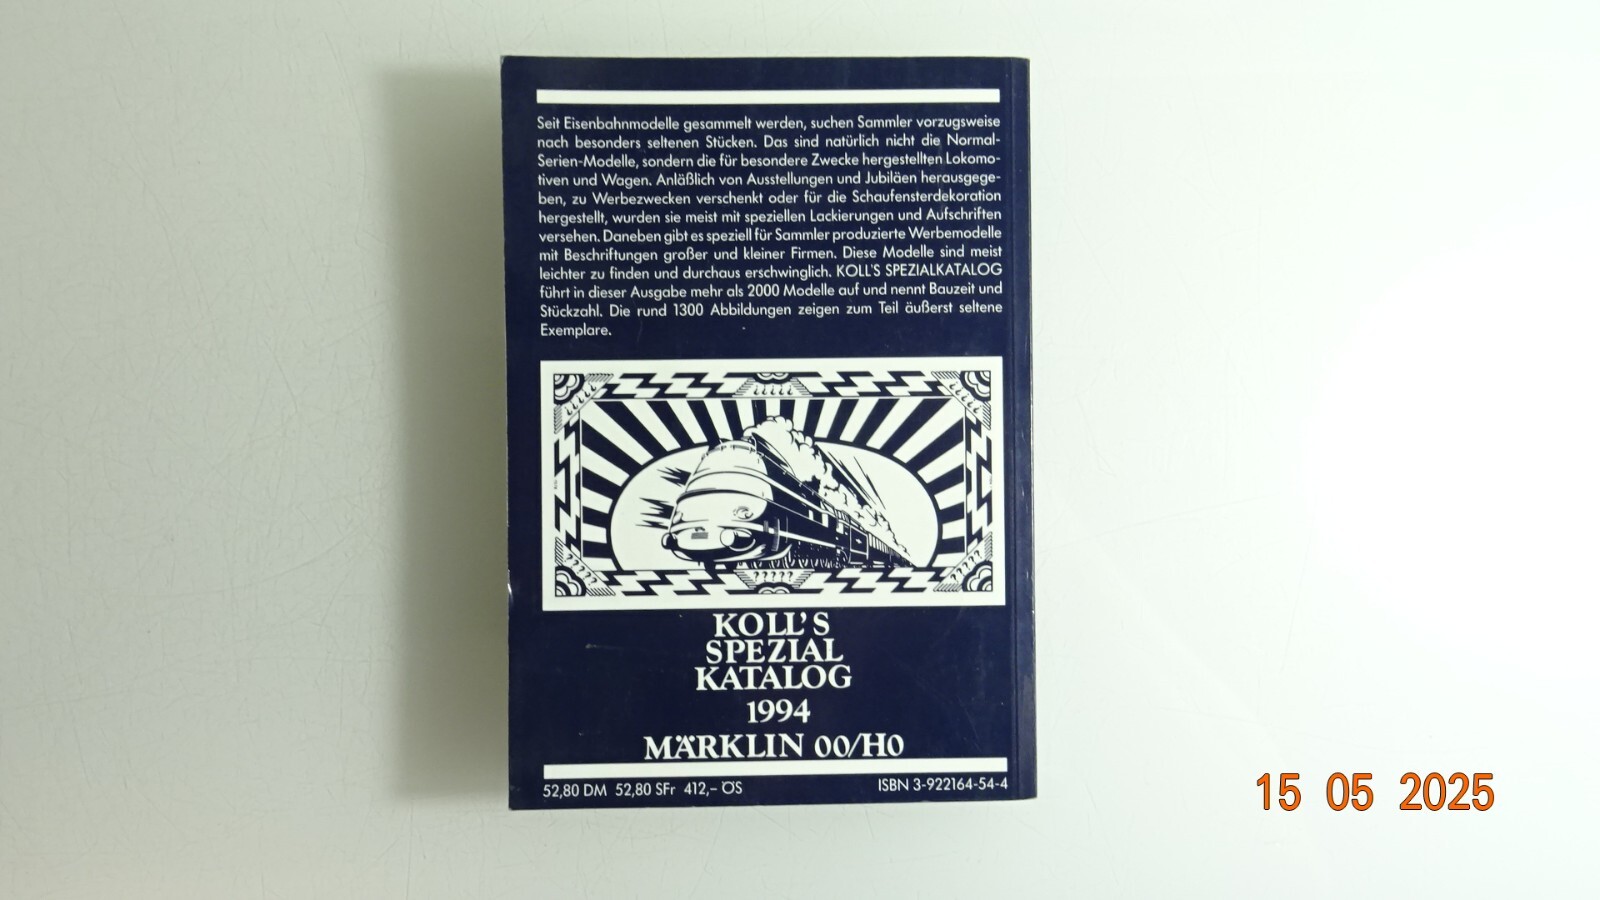 Seit Eisenbahnmodelle gesammelt werden, suchen Sammler vorzugsweise
nach besonders seltenen Stücken. Das sind natürlich nicht die Normal-
Serien-Modelle, sondern die für besondere Zwecke hergestellten Lokomo-
tiven und Wagen. Anläßlich von Ausstellungen und Jubiläen herausgege-
ben, zu Werbezwecken verschenkt oder für die Schaufensterdekoration
hergestellt, wurden sie meist mit speziellen Lackierungen und Aufschriften
versehen. Daneben gibt es speziell für Sammler produzierte Werbemodelle
mit Beschriftungen großer und kleiner Firmen. Diese Modelle sind meist
leichter zu finden und durchaus erschwinglich. KOLL'S SPEZIALKATALOG
führt in dieser Ausgabe mehr als 2000 Modelle auf und nennt Bauzeit und
Stückzahl. Die rund 1300 Abbildungen zeigen zum Teil äußerst seltene
Exemplare.
KOLL'S
SPEZIAL
KATALOG
1994
MÄRKLIN 00/H0
52,80 DM 52,80 SFr 412,– ÖS ISBN 3-922164-54-4
15 05 2025